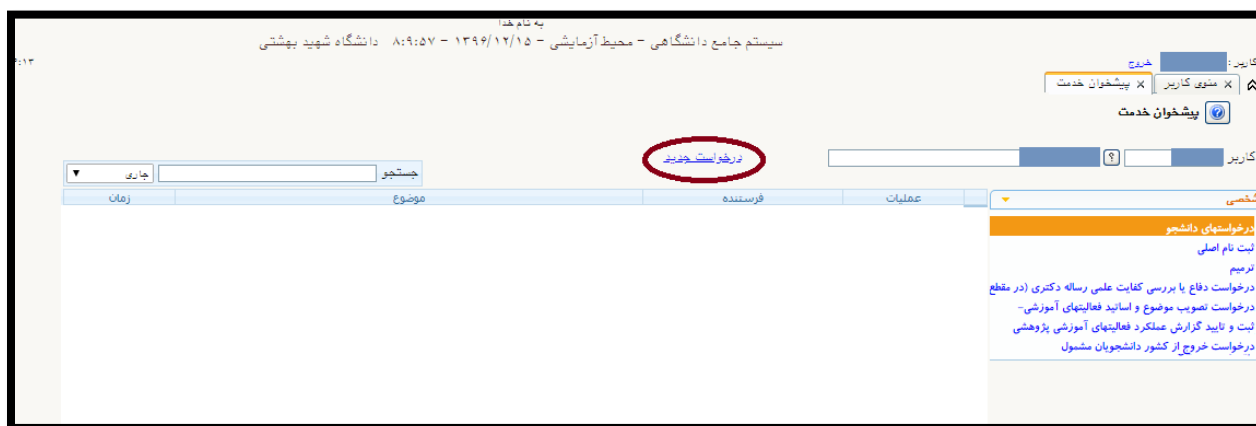 به نام خدا
سیستم جامع دانشگاهی - محیط آزمایشی - ۱۳۹۶/۱۲/۱۵ - ۸:۹:۵۷ دانشگاه شهید بهشتی
کاربر : خروج
منوی کاربر x پیشخوان خدمت x
پیشخوان خدمت
کاربر ؟
درخواست جدید
جستجو جاری
عملیات فرستنده موضوع زمان
شخصی
درخواستهای دانشجو
ثبت نام اصلی
ترمیم
درخواست دفاع یا بررسی کفایت علمی رساله دکتری (در مقطع
درخواست تصویب موضوع و اساتید فعالیتهای آموزشی-
ثبت و تایید گزارش عملکرد فعالیتهای آموزشی پژوهشی
درخواست خروج از کشور دانشجویان مشمول